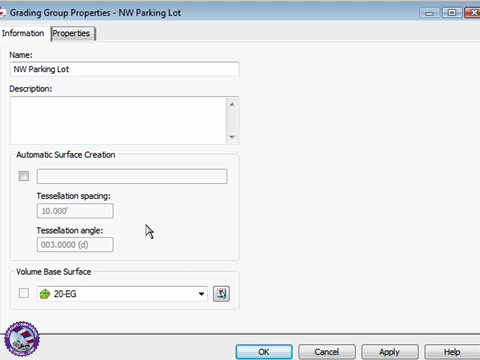 Grading Group Properties - NW Parking Lot
Information Properties
Name:
NW Parking Lot
Description:
Automatic Surface Creation
Tessellation spacing:
10.000'
Tessellation angle:
003.0000 (d)
Volume Base Surface
20-EG
OK Cancel Apply Help